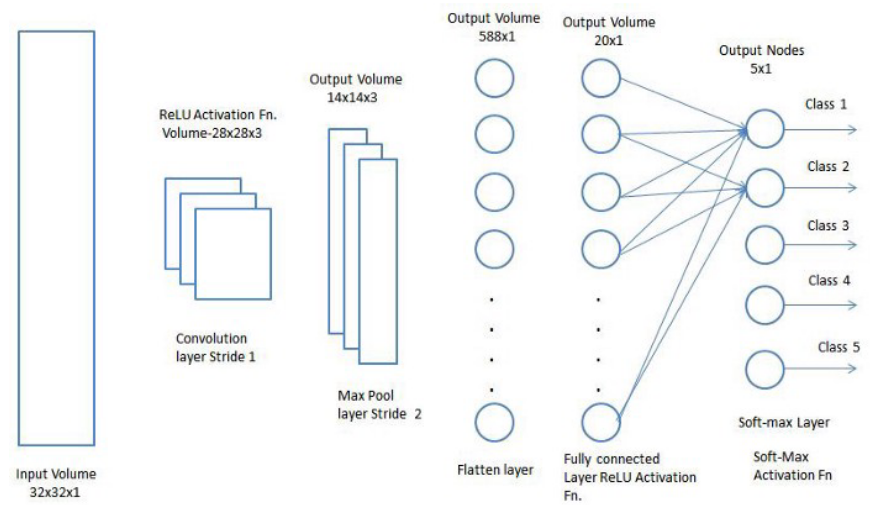 Input Volume
32x32x1
ReLU Activation Fn.
Volume-28x28x3
Convolution
layer Stride 1
Output Volume
14x14x3
Max Pool
layer Stride 2
Output Volume
588x1
Flatten layer
Output Volume
20x1
Fully connected
Layer ReLU Activation
Fn.
Output Nodes
5x1
Class 1
Class 2
Class 3
Class 4
Class 5
Soft-max Layer
Soft-Max
Activation Fn